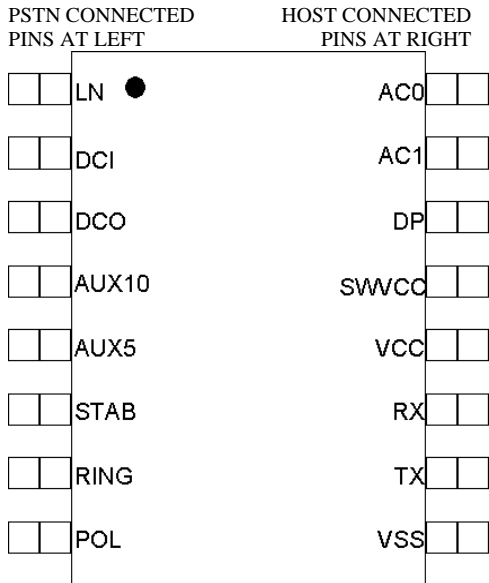 PSTN CONNECTED HOST CONNECTED
PINS AT LEFT PINS AT RIGHT
LN AC0
DCI AC1
DCO DP
AUX10 SWVCC
AUX5 VCC
STAB RX
RING TX
POL VSS